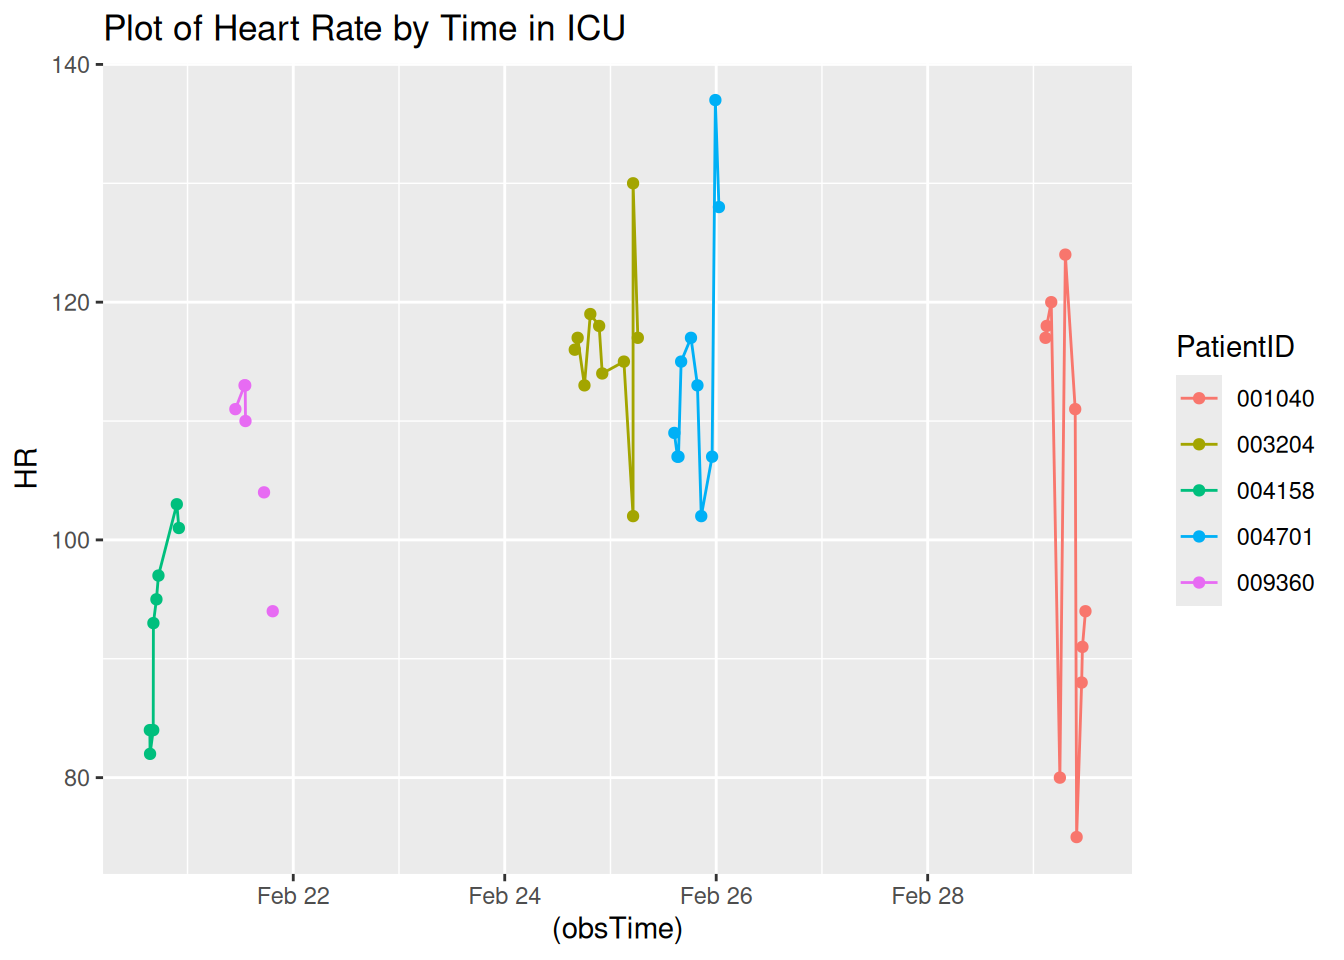 Plot of Heart Rate by Time in ICU
140
120
100
80
HR
Feb 22
Feb 24
Feb 26
Feb 28
(obsTime)
PatientID
001040
003204
004158
004701
009360